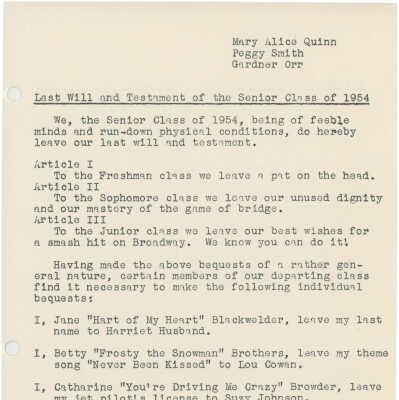 Mary Alice Quinn
Peggy Smith
Gardner Orr
Last Will and Testament of the Senior Class of 1954
We, the Senior Class of 1954, being of feeble
minds and run-down physical conditions, do hereby
leave our last will and testament.
Article I
To the Freshman class we leave a pat on the head.
Article II
To the Sophomore class we leave our unused dignity
and our mastery of the game of bridge.
Article III
To the Junior class we leave our best wishes for
a smash hit on Broadway. We know you can do it!
Having made the above bequests of a rather gen-
eral nature, certain members of our departing class
find it necessary to make the following individual
bequests:
I, Jane "Hart of My Heart" Blackwelder, leave my last
name to Harriet Husband.
I, Betty "Frosty the Snowman" Brothers, leave my theme
song "Never Been Kissed" to Lou Cowan.
I, Catharine "You're Driving Me Crazy" Browder, leave
my jet pilot's license to Suzy Johnson.